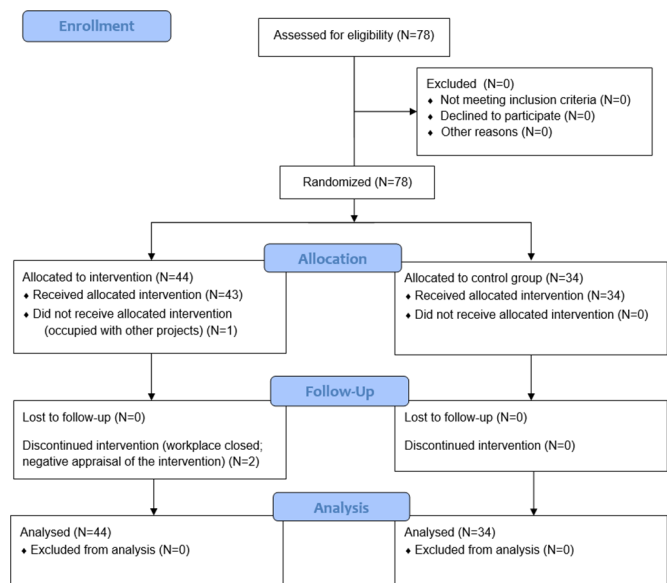 Enrollment
Assessed for eligibility (N=78)
Excluded (N=0)
♦ Not meeting inclusion criteria (N=0)
♦ Declined to participate (N=0)
♦ Other reasons (N=0)
Randomized (N=78)
Allocation
Allocated to intervention (N=44)
♦ Received allocated intervention (N=43)
♦ Did not receive allocated intervention
(occupied with other projects) (N=1)
Allocated to control group (N=34)
♦ Received allocated intervention (N=34)
♦ Did not receive allocated intervention (N=0)
Follow-Up
Lost to follow-up (N=0)
Discontinued intervention (workplace closed;
negative appraisal of the intervention) (N=2)
Lost to follow-up (N=0)
Discontinued intervention (N=0)
Analysis
Analysed (N=44)
♦ Excluded from analysis (N=0)
Analysed (N=34)
♦ Excluded from analysis (N=0)